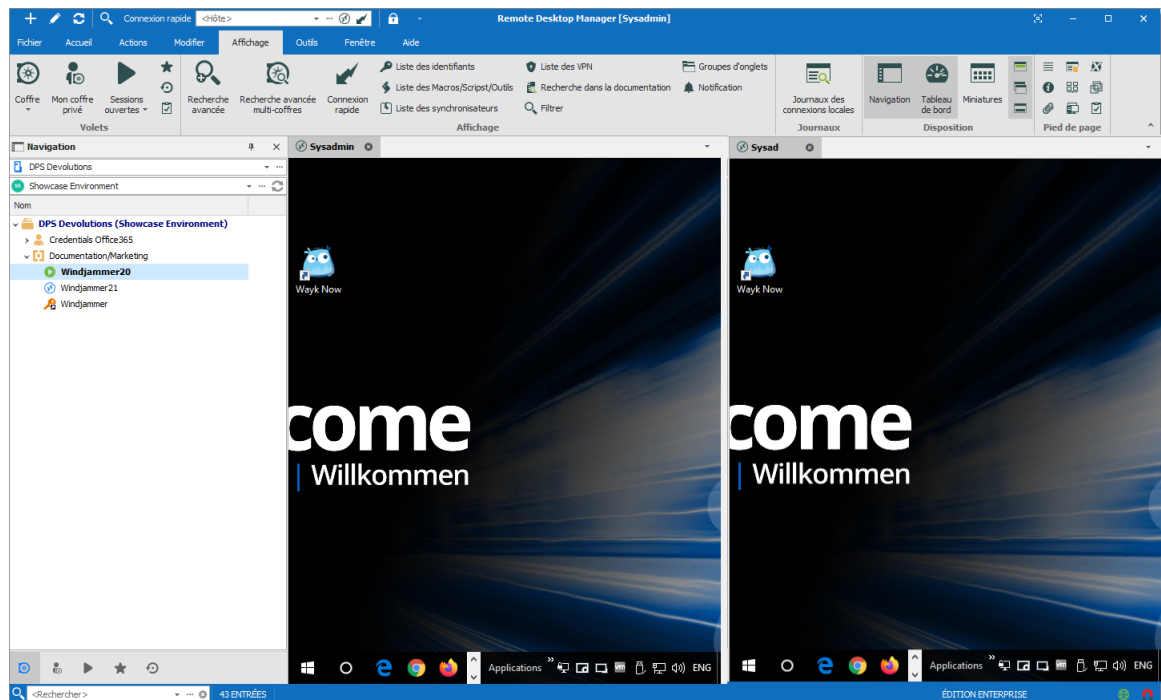 Connexion rapide <Hôte>
Remote Desktop Manager [Sysadmin]
Fichier Accueil Actions Modifier Affichage Outils Fenêtre Aide
Coffre
Mon coffre privé
Sessions ouvertes
Volets
Recherche avancée
Recherche avancée multi-coffres
Connexion rapide
Liste des identifiants
Liste des Macros/Scripst/Outils
Liste des synchronisateurs
Liste des VPN
Recherche dans la documentation
Filtrer
Groupes d'onglets
Notification
Affichage
Journaux des connexions locales
Journaux
Navigation
Tableau de bord
Miniatures
Disposition
Pied de page
Navigation
DPS Devolutions
Showcase Environment
Nom
DPS Devolutions (Showcase Environment)
Credentials Office365
Documentation/Marketing
Windjammer20
Windjammer21
Windjammer
Sysadmin
Wayk Now
come
Willkommen
Applications
ENG
Sysad
Wayk Now
come
Willkommen
Applications
ENG
<Rechercher>
43 ENTRÉES
ÉDITION ENTERPRISE